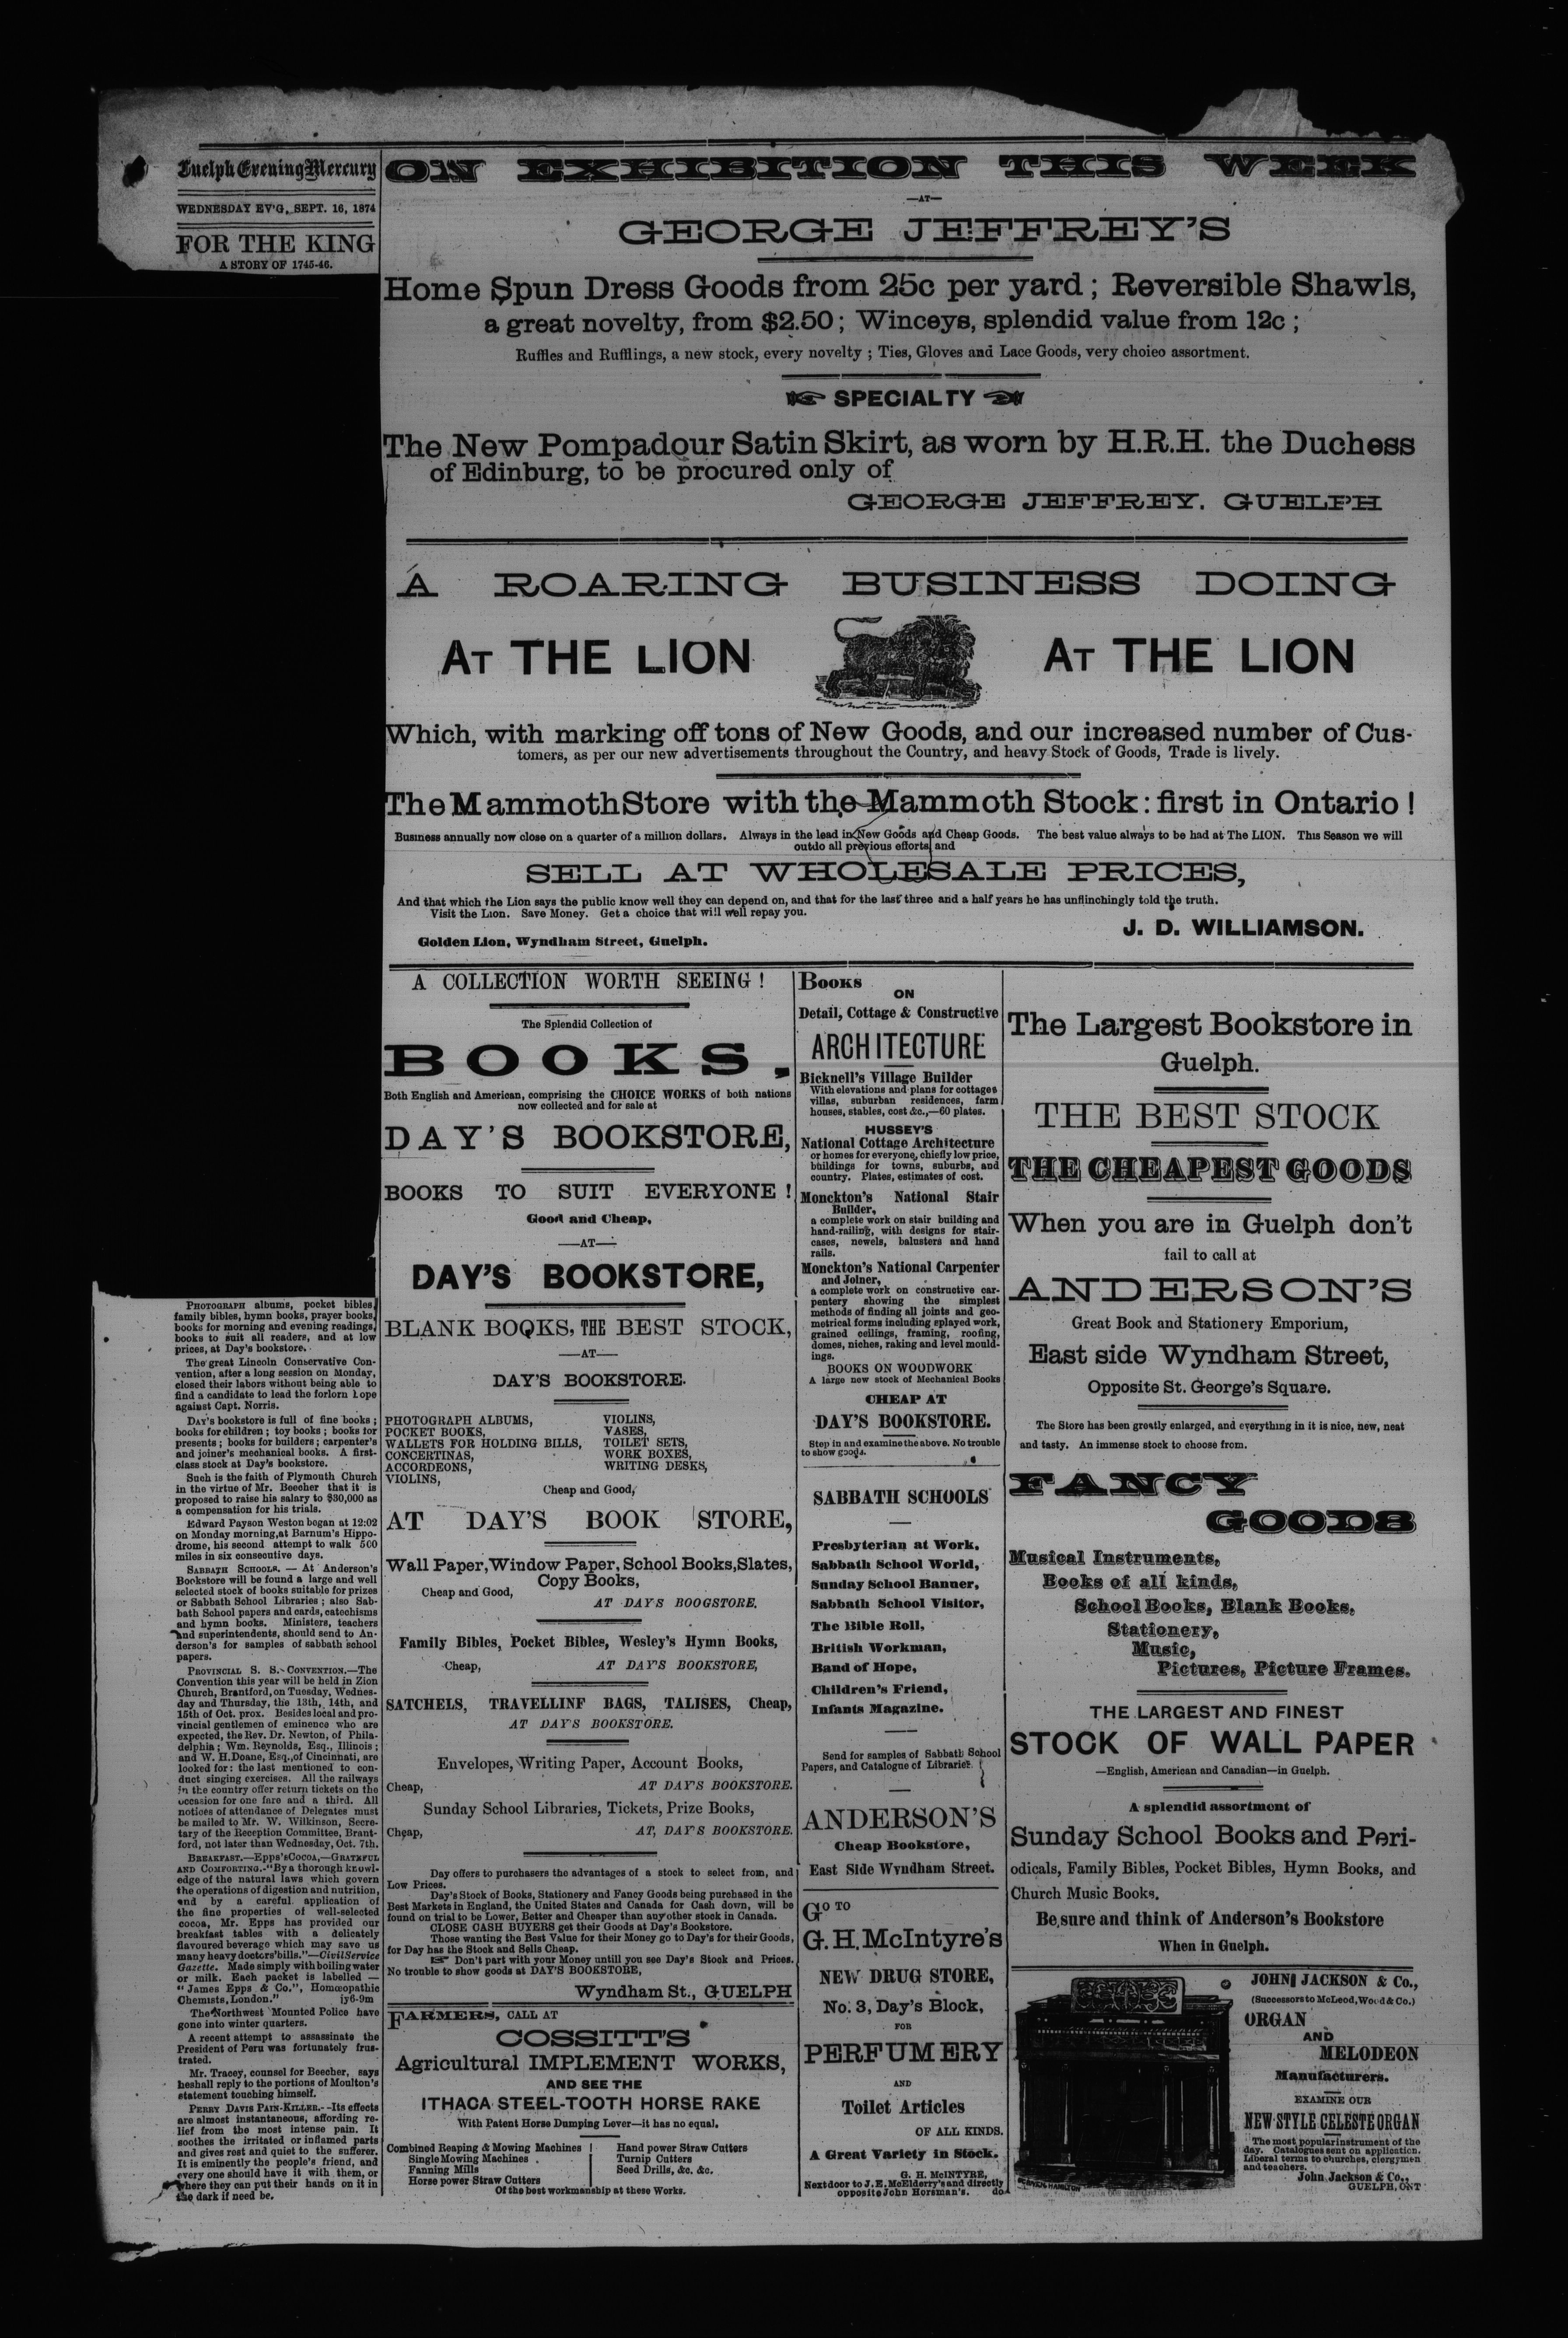 Guelph Evening Mercury
WEDNESDAY EV'G, SEPT. 16, 1874
FOR THE KING
A STORY OF 1745-46.
PHOTOGRAPH albums, pocket bibles,
family bibles, hymn books, prayer books,
books for morning and evening readings,
books to suit all readers, and at low
prices, at Day's bookstore.
The great Lincoln Conservative Con-
vention, after a long session on Monday,
closed their labors without being able to
find a candidate to lead the forlorn hope
against Capt. Norris.
DAY's bookstore is full of fine books;
books for children; toy books; books for
presents; books for builders; carpenter's
and joiner's mechanical books. A first-
class stock at Day's bookstore.
Such is the faith of Plymouth Church
in the virtue of Mr. Beecher that it is
proposed to raise his salary to $30,000 as
a compensation for his trials.
Edward Payson Weston began at 12:02
on Monday morning, at Barnum's Hippo-
drome, his second attempt to walk 500
miles in six consecutive days.
SABBATH SCHOOLS. — At Anderson's
Bookstore will be found a large and well
selected stock of books suitable for prizes
or Sabbath School Libraries; also Sab-
bath School papers and cards, catechisms
and hymn books. Ministers, teachers
and superintendents, should send to An-
derson's for samples of sabbath school
papers.
PROVINCIAL S. S. CONVENTION.—The
Convention this year will be held in Zion
Church, Brantford, on Tuesday, Wednes-
day and Thursday, the 13th, 14th, and
15th of Oct. prox. Besides local and pro-
vincial gentlemen of eminence who are
expected, the Rev. Dr. Newton, of Phila-
delphia; Wm. Reynolds, Esq., Illinois;
and W. H. Doane, Esq., of Cincinnati, are
looked for: the last mentioned to con-
duct singing exercises. All the railways
in the country offer return tickets on the
occasion for one fare and a third. All
notices of attendance of Delegates must
be mailed to Mr. W. Wilkinson, Secre-
tary of the Reception Committee, Brant-
ford, not later than Wednesday, Oct. 7th.
BREAKFAST.—Epps's COCOA,—GRATEFUL
AND COMFORTING.-"By a thorough knowl-
edge of the natural laws which govern
the operations of digestion and nutrition,
and by a careful application of
the fine properties of well-selected
cocoa, Mr. Epps has provided our
breakfast tables with a delicately
flavoured beverage which may save us
many heavy doctors' bills."—Civil Service
Gazette. Made simply with boiling water
or milk. Each packet is labelled —
"James Epps & Co.", Homœopathic
Chemists, London." jy6-9m
The Northwest Mounted Police have
gone into winter quarters.
A recent attempt to assassinate the
President of Peru was fortunately frus-
trated.
Mr. Tracey, counsel for Beecher, says
heshall reply to the portions of Moulton's
statement touching himself.
PERRY DAVIS PAIN-KILLER.--Its effects
are almost instantaneous, affording re-
lief from the most intense pain. It
soothes the irritated or inflamed parts
and gives rest and quiet to the sufferer.
It is eminently the people's friend, and
every one should have it with them, or
where they can put their hands on it in
the dark if need be.
ON EXHIBITION THIS WEEK
—AT—
GEORGE JEFFREY'S
Home Spun Dress Goods from 25c per yard; Reversible Shawls,
a great novelty, from $2.50; Winceys, splendid value from 12c;
Ruffles and Rufflings, a new stock, every novelty; Ties, Gloves and Lace Goods, very choieo assortment.
SPECIALTY
The New Pompadour Satin Skirt, as worn by H.R.H. the Duchess
of Edinburg, to be procured only of
GEORGE JEFFREY. GUELPH
A ROARING BUSINESS DOING
AT THE LION AT THE LION
Which, with marking off tons of New Goods, and our increased number of Cus-
tomers, as per our new advertisements throughout the Country, and heavy Stock of Goods, Trade is lively.
The Mammoth Store with the Mammoth Stock: first in Ontario!
Business annually now close on a quarter of a million dollars. Always in the lead in New Goods and Cheap Goods. The best value always to be had at The LION. This Season we will
outdo all previous efforts, and
SELL AT WHOLESALE PRICES,
And that which the Lion says the public know well they can depend on, and that for the last three and a half years he has unflinchingly told the truth.
Visit the Lion. Save Money. Get a choice that will well repay you.
J. D. WILLIAMSON.
Golden Lion, Wyndham Street, Guelph.
A COLLECTION WORTH SEEING!
The Splendid Collection of
BOOKS,
Both English and American, comprising the CHOICE WORKS of both nations
now collected and for sale at
DAY'S BOOKSTORE,
BOOKS TO SUIT EVERYONE!
Good and Cheap,
—AT—
DAY'S BOOKSTORE,
BLANK BOOKS, THE BEST STOCK,
—AT—
DAY'S BOOKSTORE.
PHOTOGRAPH ALBUMS, VIOLINS,
POCKET BOOKS, VASES,
WALLETS FOR HOLDING BILLS, TOILET SETS,
CONCERTINAS, WORK BOXES,
ACCORDEONS, WRITING DESKS,
VIOLINS,
Cheap and Good,
AT DAY'S BOOK STORE,
Wall Paper, Window Paper, School Books, Slates,
Copy Books,
Cheap and Good,
AT DAYS BOOGSTORE.
Family Bibles, Pocket Bibles, Wesley's Hymn Books,
Cheap, AT DAY'S BOOKSTORE,
SATCHELS, TRAVELLINF BAGS, TALISES, Cheap,
AT DAY'S BOOKSTORE.
Envelopes, Writing Paper, Account Books,
Cheap, AT DAY'S BOOKSTORE.
Sunday School Libraries, Tickets, Prize Books,
Cheap, AT, DAY'S BOOKSTORE.
Day offers to purchasers the advantages of a stock to select from, and
Low Prices.
Day's Stock of Books, Stationery and Fancy Goods being purchased in the
Best Markets in England, the United States and Canada for Cash down, will be
found on trial to be Lower, Better and Cheaper than any other stock in Canada.
CLOSE CASH BUYERS get their Goods at Day's Bookstore.
Those wanting the Best Value for their Money go to Day's for their Goods,
for Day has the Stock and Sells Cheap.
Don't part with your Money untill you see Day's Stock and Prices.
No trouble to show goods at DAY'S BOOKSTORE,
Wyndham St., GUELPH
FARMERS, CALL AT
COSSITT'S
Agricultural IMPLEMENT WORKS,
AND SEE THE
ITHACA STEEL-TOOTH HORSE RAKE
With Patent Horse Dumping Lever—it has no equal.
Combined Reaping & Mowing Machines Hand power Straw Cutters
Single Mowing Machines Turnip Cutters
Fanning Mills Seed Drills, &c. &c.
Horse power Straw Cutters
Of the best workmanship at these Works.
BOOKS
ON
Detail, Cottage & Constructive
ARCHITECTURE
Bicknell's Village Builder
With elevations and plans for cottages
villas, suburban residences, farm
houses, stables, cost &c.,—60 plates.
HUSSEY'S
National Cottage Architecture
or homes for everyone, chiefly low price,
bhildings for towns, suburbs, and
country. Plates, estimates of cost.
Monckton's National Stair
Builder,
a complete work on stair building and
hand-railing, with designs for stair-
cases, newels, balusters and hand
rails.
Monckton's National Carpenter
and Joiner,
a complete work on constructive car-
pentery showing the simplest
methods of finding all joints and geo-
metrical forms including splayed work,
grained ceilings, framing, roofing,
domes, niches, raking and level mould-
ings.
BOOKS ON WOODWORK
A large new stock of Mechanical Books
CHEAP AT
DAY'S BOOKSTORE.
Step in and examine the above. No trouble
to show goods.
SABBATH SCHOOLS
Presbyterian at Work,
Sabbath School World,
Sunday School Banner,
Sabbath School Visitor,
The Bible Roll,
British Workman,
Band of Hope,
Children's Friend,
Infants Magazine.
Send for samples of Sabbath School
Papers, and Catalogue of Libraries.
ANDERSON'S
Cheap Bookstore,
East Side Wyndham Street.
GO TO
G. H. McIntyre's
NEW DRUG STORE,
No. 3, Day's Block,
FOR
PERFUMERY
AND
Toilet Articles
OF ALL KINDS.
A Great Variety in Stock.
G. H. McINTYRE,
Next door to J. E. McElderry's and directly
opposite John Horsman's. do
The Largest Bookstore in
Guelph.
THE BEST STOCK
THE CHEAPEST GOODS
When you are in Guelph don't
fail to call at
ANDERSON'S
Great Book and Stationery Emporium,
East side Wyndham Street,
Opposite St. George's Square.
The Store has been greatly enlarged, and everything in it is nice, new, neat
and tasty. An immense stock to choose from.
FANCY
GOODS
Musical Instruments,
Books of all kinds,
School Books, Blank Books,
Stationery,
Music,
Pictures, Picture Frames.
THE LARGEST AND FINEST
STOCK OF WALL PAPER
—English, American and Canadian—in Guelph.
A splendid assortment of
Sunday School Books and Peri-
odicals, Family Bibles, Pocket Bibles, Hymn Books, and
Church Music Books.
Be sure and think of Anderson's Bookstore
When in Guelph.
JOHN JACKSON & Co.,
(Successors to McLeod, Wood & Co.)
ORGAN
AND
MELODEON
Manufacturers.
EXAMINE OUR
NEW STYLE CELESTE ORGAN
The most popular instrument of the
day. Catalogues sent on application.
Liberal terms to churches, clergymen
and teachers.
John Jackson & Co.,
GUELPH, ONT